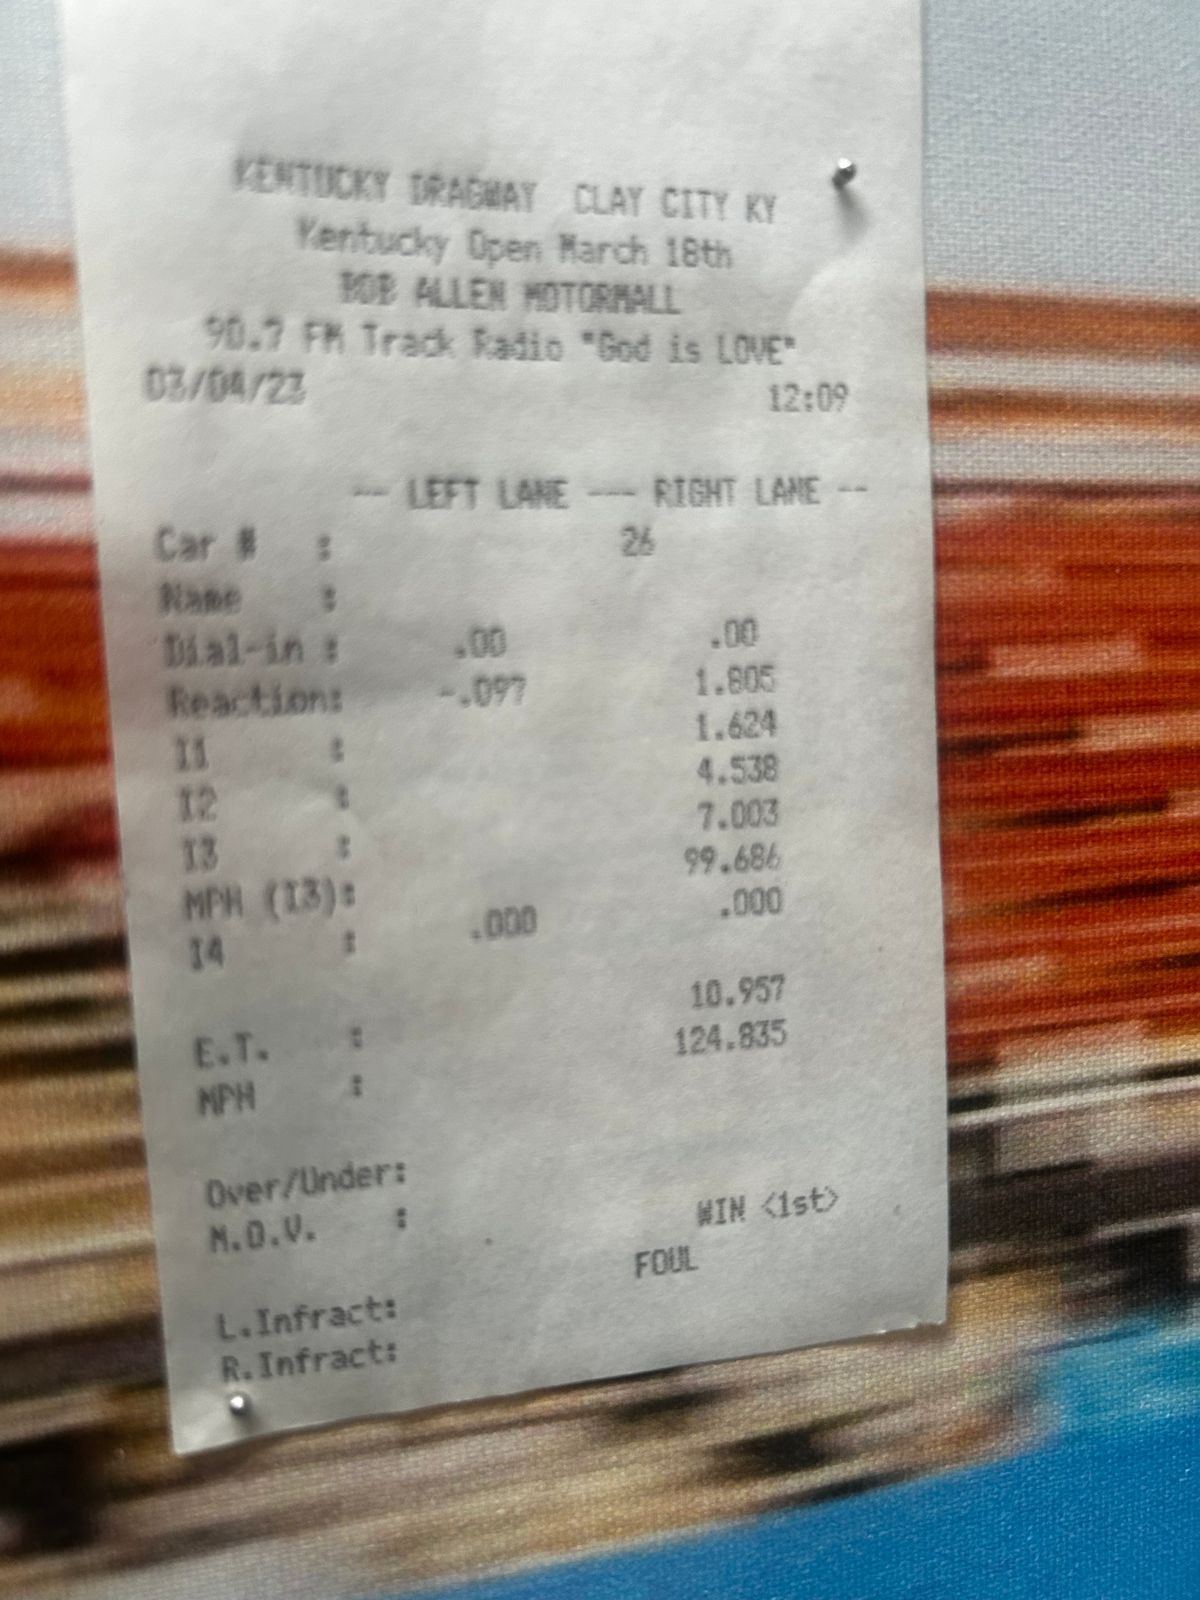 KENTUCKY DRAGWAY CLAY CITY KY
Kentucky Open March 18th
BOB ALLEN MOTORMALL
90.7 FM Track Radio "God is LOVE"
03/04/23 12:09
-- LEFT LANE --- RIGHT LANE --
Car # : 26
Name :
Dial-in : .00 .00
Reaction: -.097 1.805
I1 : 1.624
I2 : 4.538
I3 : 7.003
MPH (I3): 99.686
I4 : .000 .000
E.T. : 10.957
MPH : 124.835
Over/Under:
M.O.V. : WIN <1st>
L.Infract: FOUL
R.Infract: